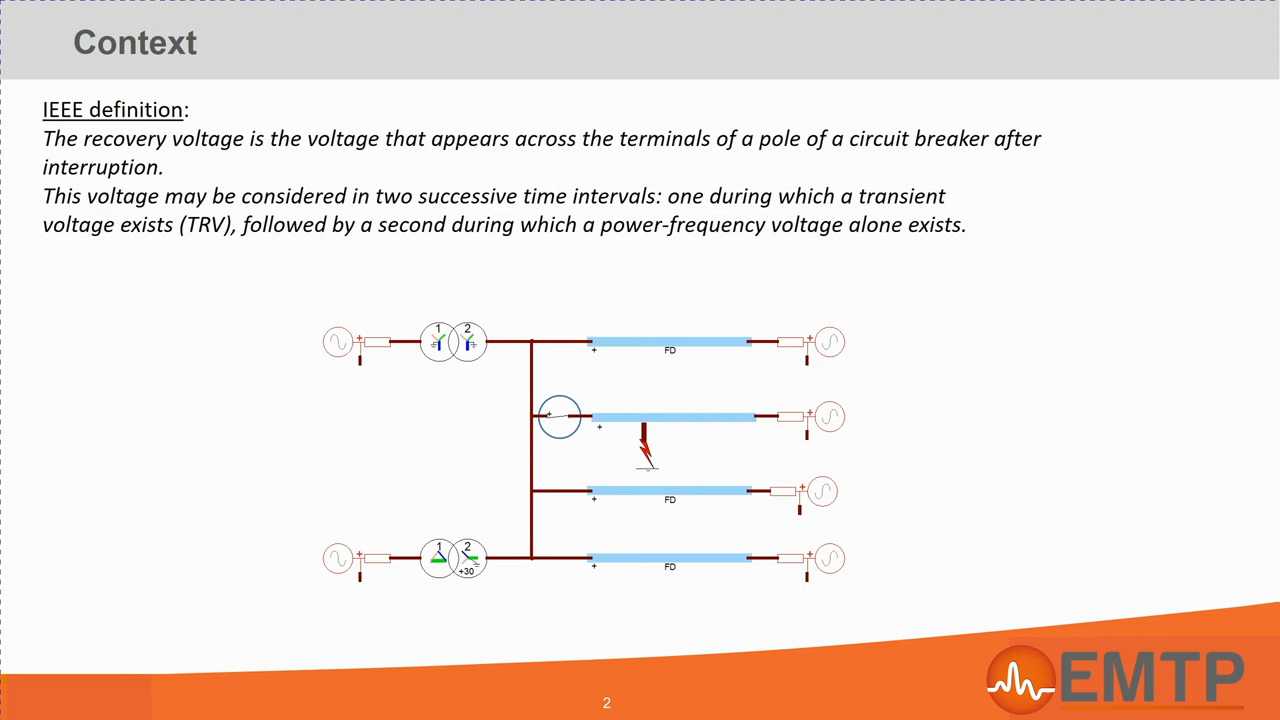 Context
IEEE definition:
The recovery voltage is the voltage that appears across the terminals of a pole of a circuit breaker after
interruption.
This voltage may be considered in two successive time intervals: one during which a transient
voltage exists (TRV), followed by a second during which a power-frequency voltage alone exists.
1 2
+ + FD +
+ + +
+ FD +
1 2
+ +30 + FD +
2
EMTP